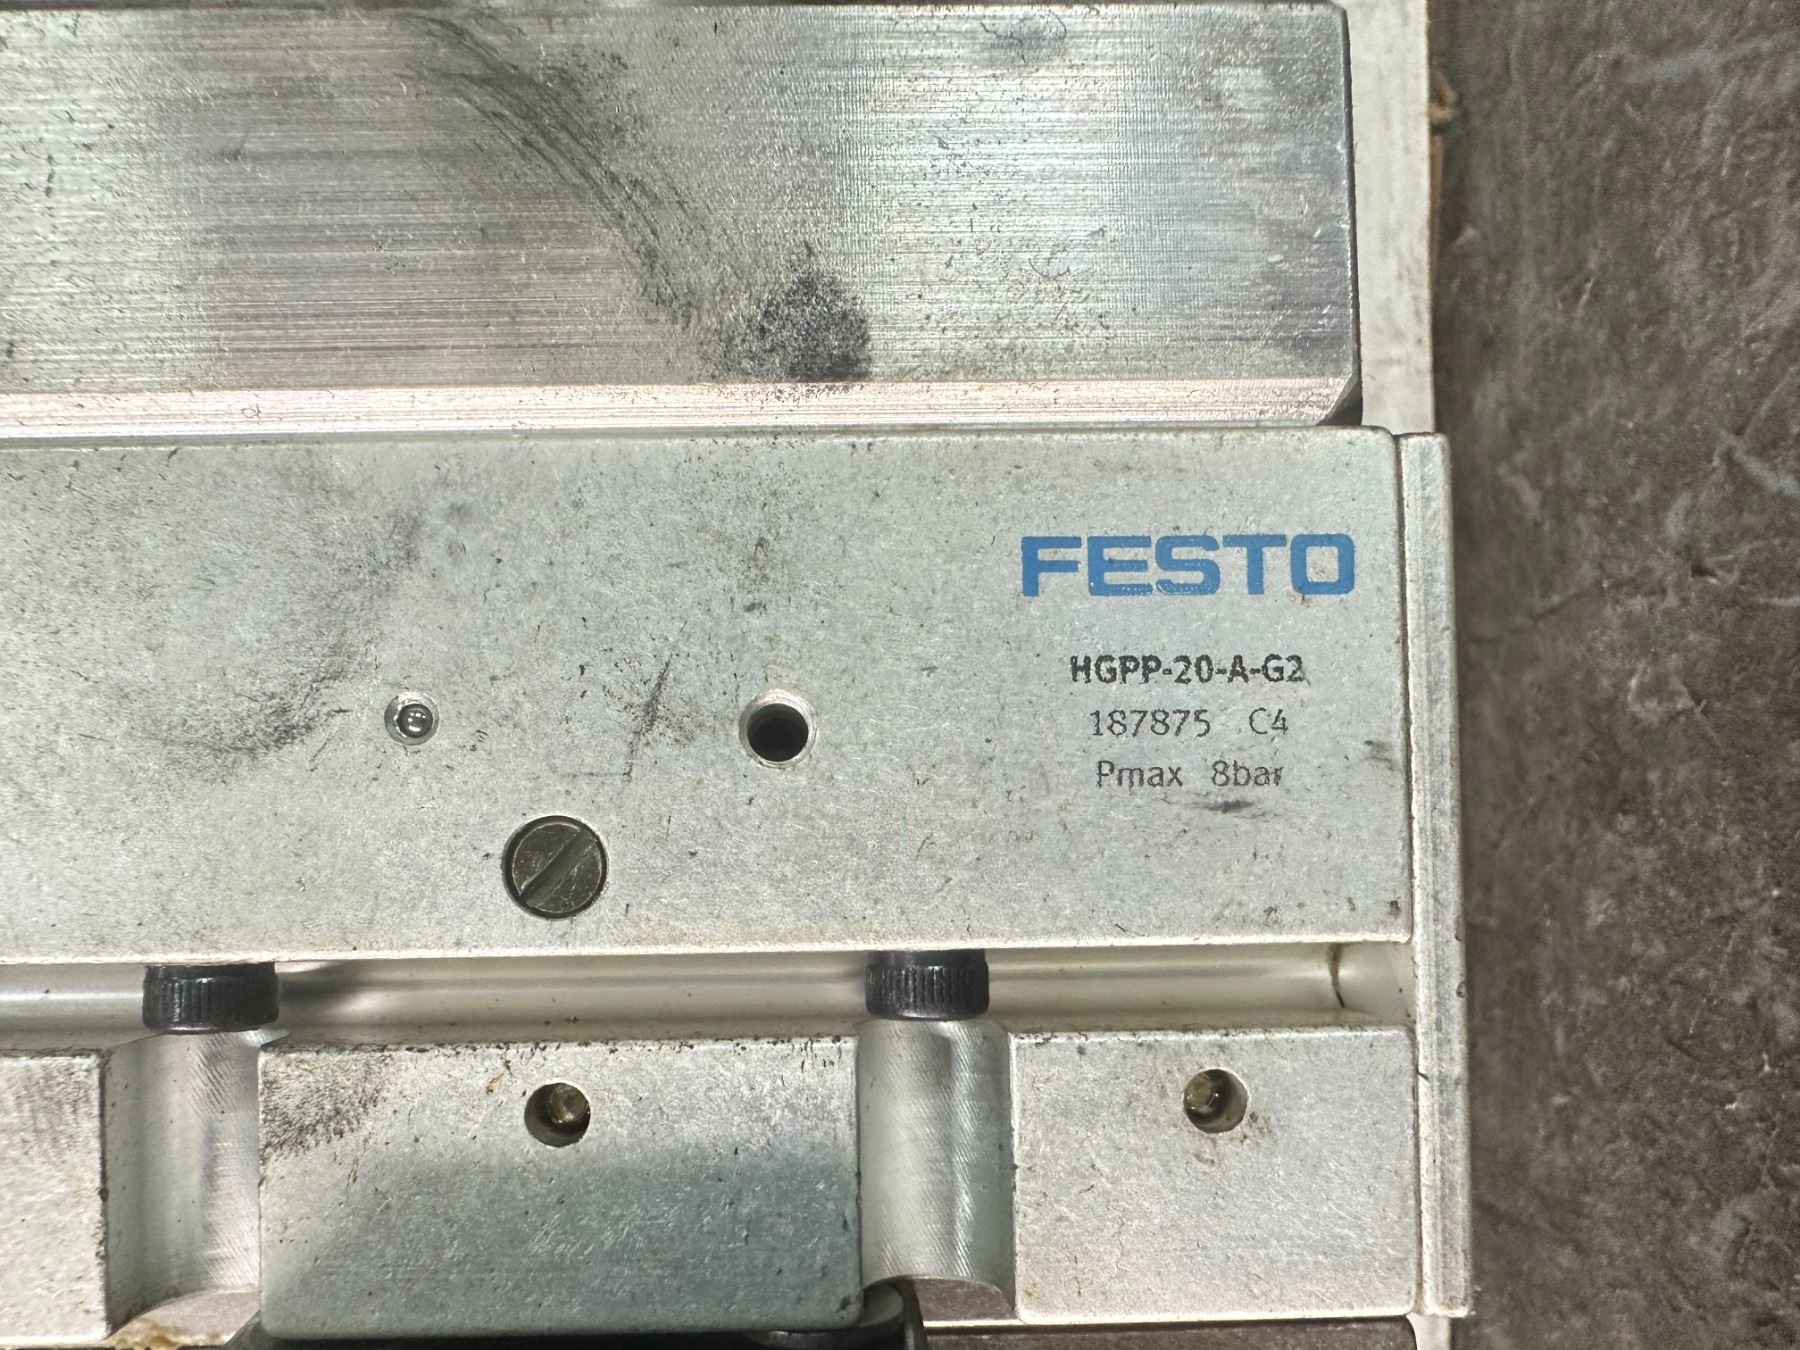 FESTO
HGPP-20-A-G2
187875 C4
Pmax 8bar